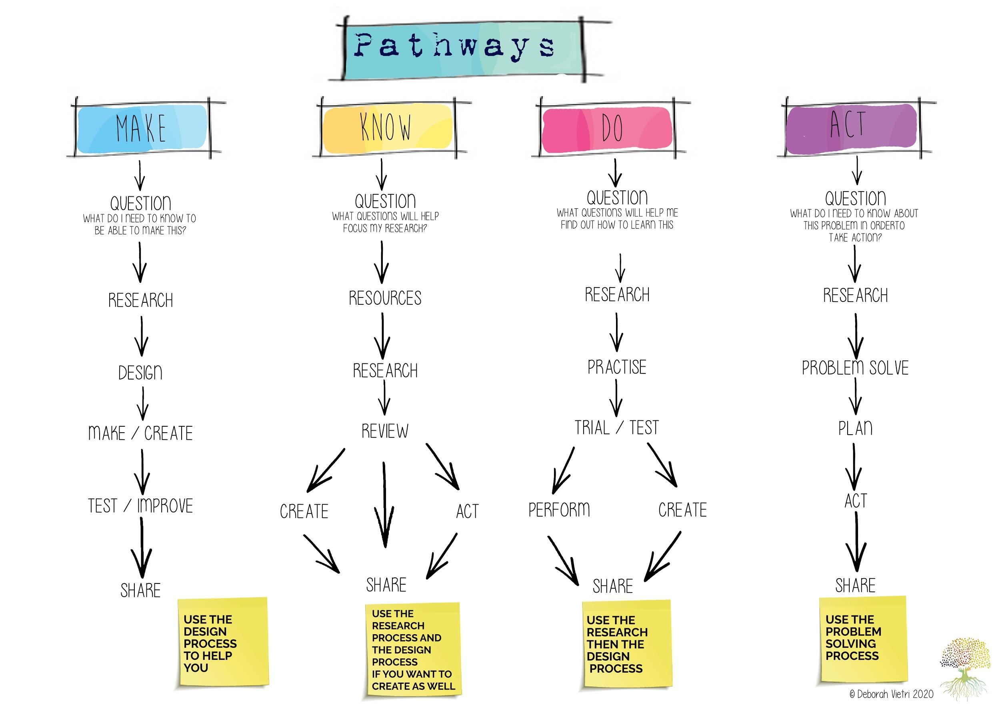 Pathways
MAKE
QUESTION
WHAT DO I NEED TO KNOW TO
BE ABLE TO MAKE THIS?
RESEARCH
DESIGN
MAKE / CREATE
TEST / IMPROVE
SHARE
USE THE
DESIGN
PROCESS
TO HELP
YOU
KNOW
QUESTION
WHAT QUESTIONS WILL HELP
FOCUS MY RESEARCH?
RESOURCES
RESEARCH
REVIEW
CREATE
ACT
SHARE
USE THE
RESEARCH
PROCESS AND
THE DESIGN
PROCESS
IF YOU WANT TO
CREATE AS WELL
DO
QUESTION
WHAT QUESTIONS WILL HELP ME
FIND OUT HOW TO LEARN THIS
RESEARCH
PRACTISE
TRIAL / TEST
PERFORM
CREATE
SHARE
USE THE
RESEARCH
THEN THE
DESIGN
PROCESS
ACT
QUESTION
WHAT DO I NEED TO KNOW ABOUT
THIS PROBLEM IN ORDERTO
TAKE ACTION?
RESEARCH
PROBLEM SOLVE
PLAN
ACT
SHARE
USE THE
PROBLEM
SOLVING
PROCESS
© Deborah Vietri 2020